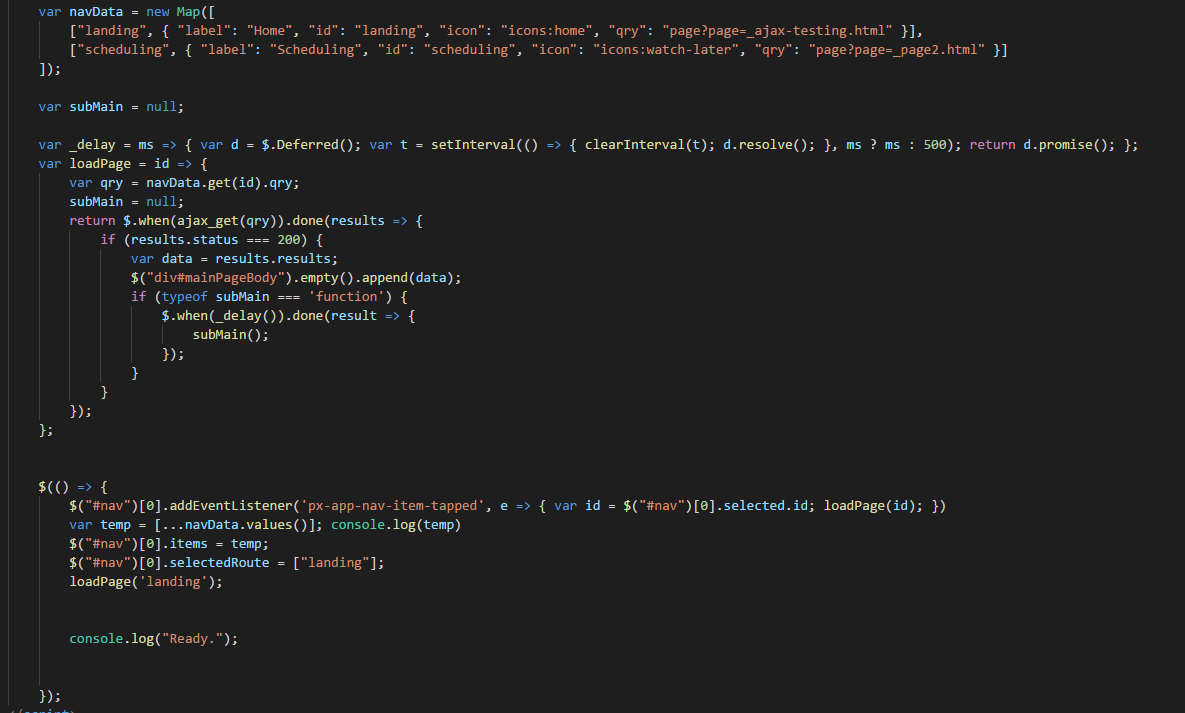 var navData = new Map([
["landing", { "label": "Home", "id": "landing", "icon": "icons:home", "qry": "page?page=_ajax-testing.html" }],
["scheduling", { "label": "Scheduling", "id": "scheduling", "icon": "icons:watch-later", "qry": "page?page=_page2.html" }]
]);
var subMain = null;
var _delay = ms => { var d = $.Deferred(); var t = setInterval(() => { clearInterval(t); d.resolve(); }, ms ? ms : 500); return d.promise(); };
var loadPage = id => {
var qry = navData.get(id).qry;
subMain = null;
return $.when(ajax_get(qry)).done(results => {
if (results.status === 200) {
var data = results.results;
$("div#mainPageBody").empty().append(data);
if (typeof subMain === 'function') {
$.when(_delay()).done(result => {
subMain();
});
}
}
});
};
$(() => {
$("#nav")[0].addEventListener('px-app-nav-item-tapped', e => { var id = $("#nav")[0].selected.id; loadPage(id); })
var temp = [...navData.values()]; console.log(temp)
$("#nav")[0].items = temp;
$("#nav")[0].selectedRoute = ["landing"];
loadPage('landing');
console.log("Ready.");
});